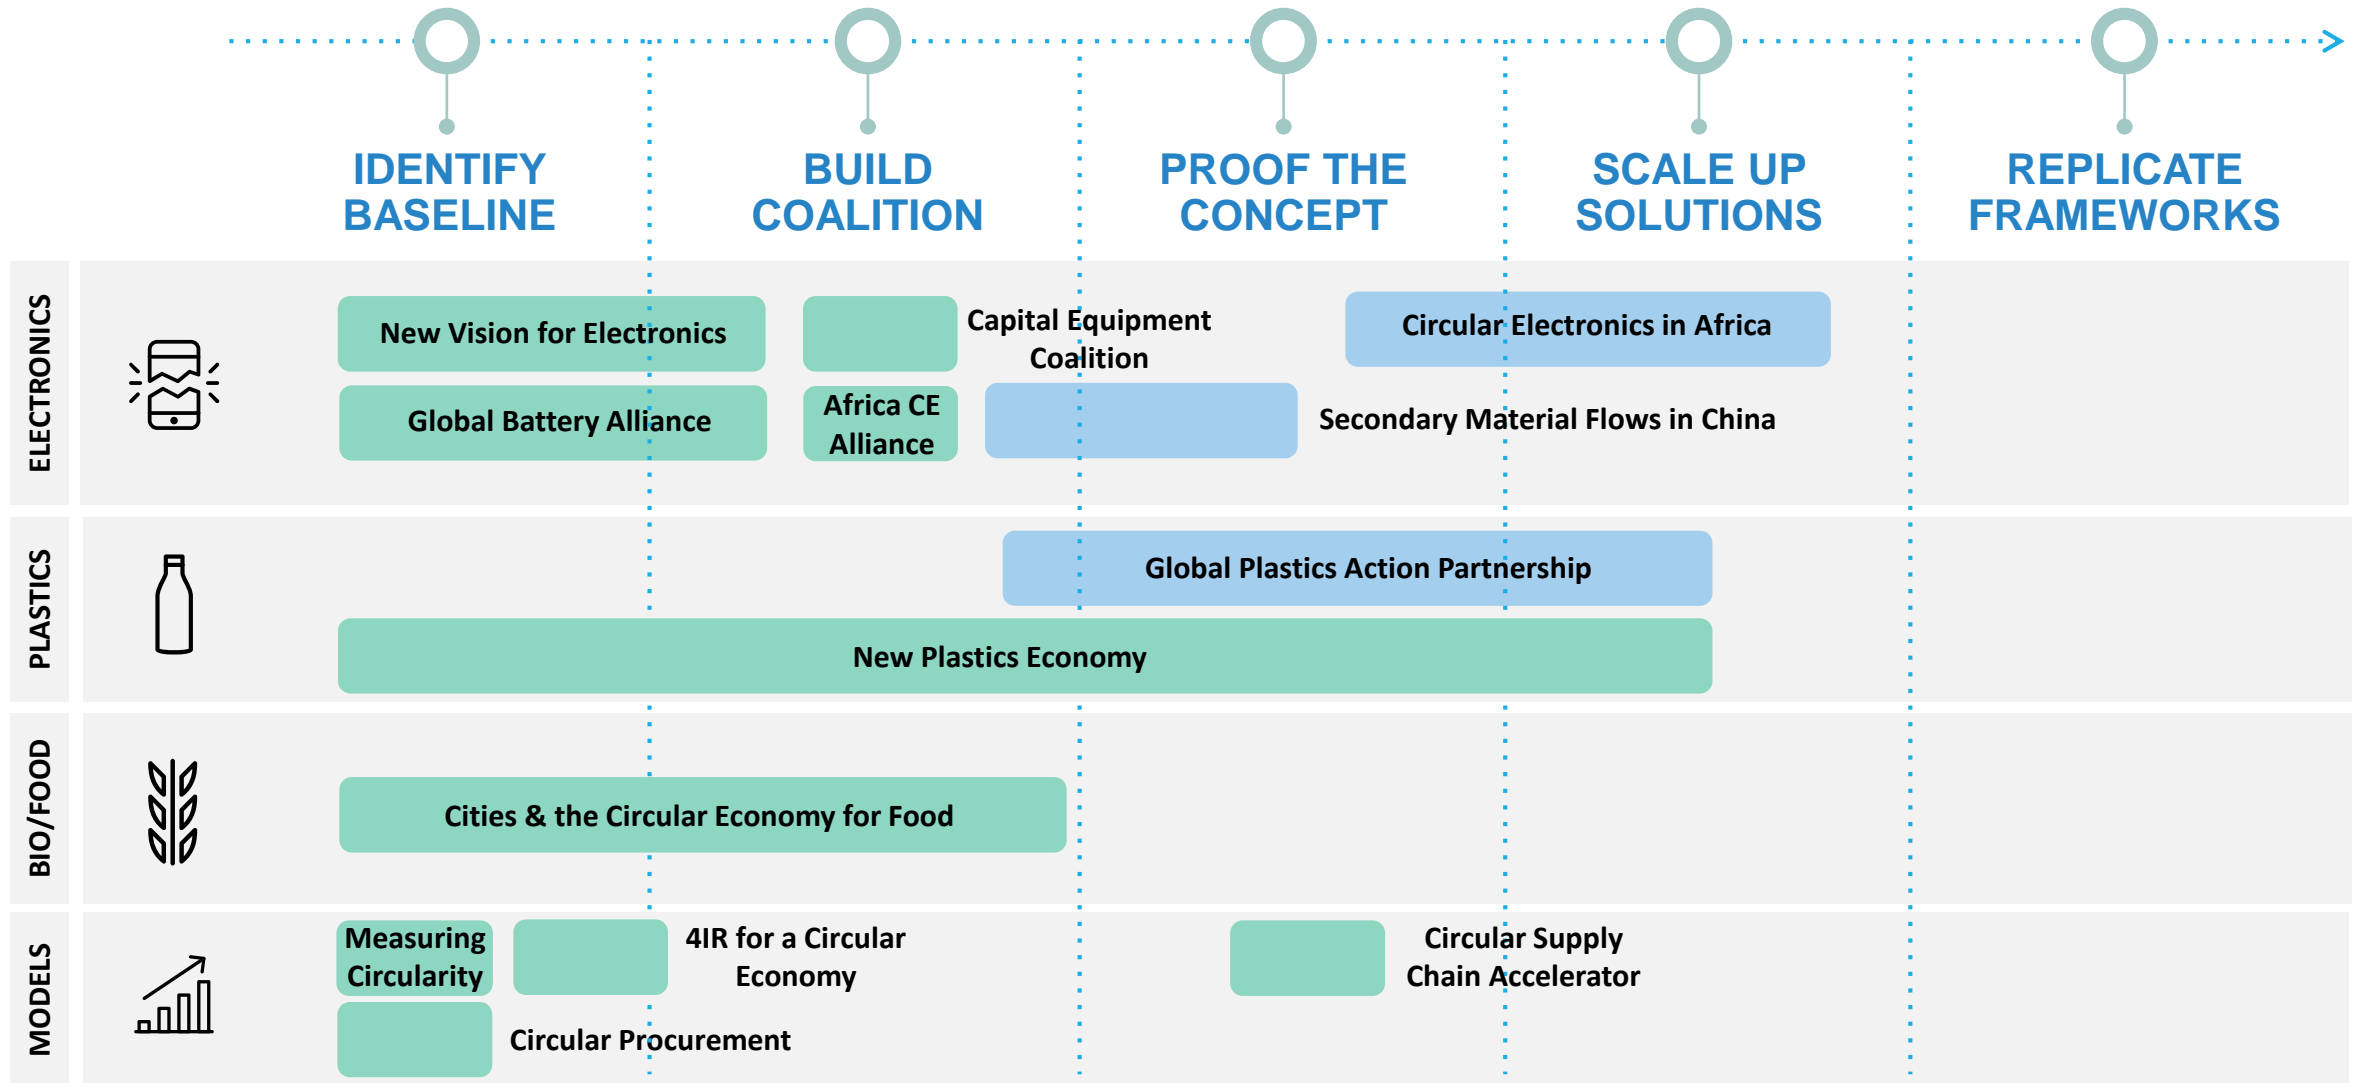 IDENTIFY
BASELINE
BUILD
COALITION
PROOF THE
CONCEPT
SCALE UP
SOLUTIONS
REPLICATE
FRAMEWORKS
ELECTRONICS
New Vision for Electronics
Capital Equipment
Coalition
Circular Electronics in Africa
Global Battery Alliance
Africa CE
Alliance
Secondary Material Flows in China
PLASTICS
Global Plastics Action Partnership
New Plastics Economy
BIO/FOOD
Cities & the Circular Economy for Food
MODELS
Measuring
Circularity
4IR for a Circular
Economy
Circular Supply
Chain Accelerator
Circular Procurement